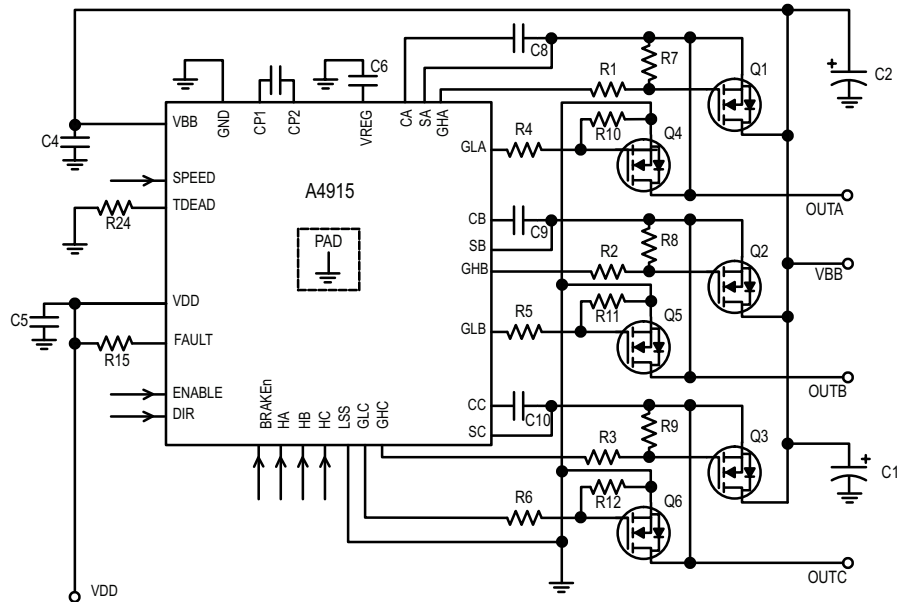 C8
R7
C2
+
C6
R1
Q1
C4
VBB
GND
CP1
CP2
VREG
CA
SA
GHA
R10
Q4
GLA
R4
SPEED
A4915
TDEAD
R24
OUTA
CB
C9
R8
PAD
SB
Q2
GHB
R2
VBB
VDD
C5
R11
Q5
GLB
R5
FAULT
R15
OUTB
ENABLE
CC
C10
DIR
BRAKEn
HA
HB
HC
LSS
GLC
GHC
SC
R9
R3
Q3
+
C1
R6
R12
Q6
OUTC
VDD